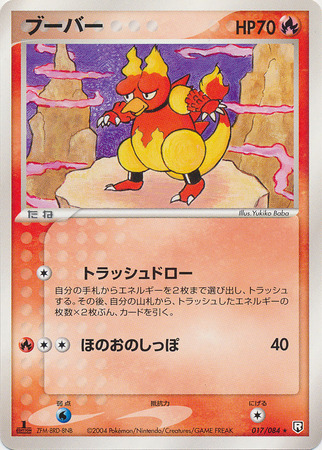 ブーバー HP70
たね
Illus.Yukiko Baba
トラッシュドロー
自分の手札からエネルギーを2枚まで選び出し、トラッシュ
する。その後、自分の山札から、トラッシュしたエネルギーの
枚数×2枚ぶん、カードを引く。
ほのおのしっぽ 40
弱点 抵抗力 にげる
1 EDITION ZFM-BRD-BNB ©2004 Pokémon/Nintendo/Creatures/GAME FREAK 017/084 ★ R